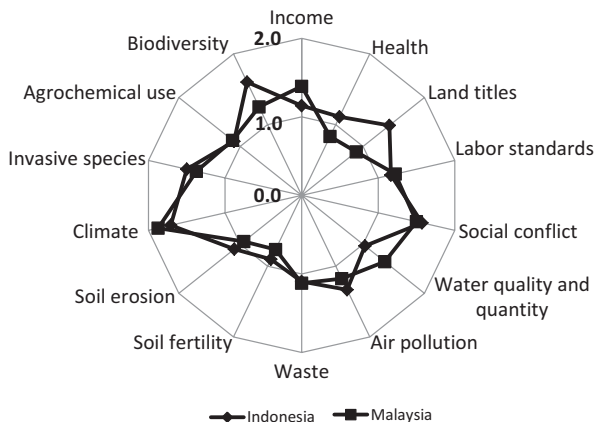 Income
2.0
Biodiversity
Health
Agrochemical use
Land titles
1.0
Invasive species
Labor standards
0.0
Climate
Social conflict
Soil erosion
Water quality and
quantity
Soil fertility
Air pollution
Waste
Indonesia
Malaysia